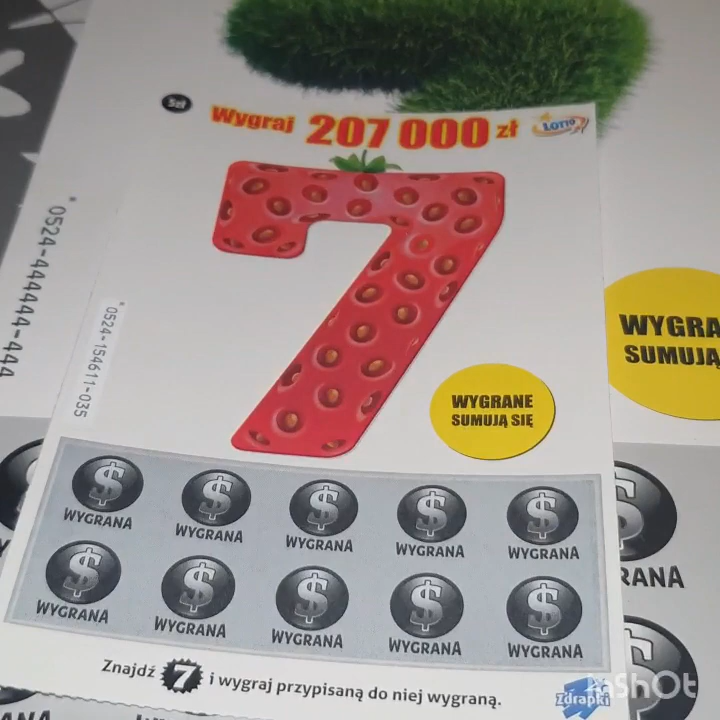 5zł
Wygraj 207 000 zł
LOTTO
*0524-444444-444
*0524-154611-035
WYGRANE
SUMUJĄ SIĘ
WYGRA
SUMUJĄ
$ $ $ $ $
WYGRANA WYGRANA WYGRANA WYGRANA WYGRANA
$ $ $ $ $
WYGRANA WYGRANA WYGRANA WYGRANA WYGRANA
RANA
Znajdź 7 i wygraj przypisaną do niej wygraną.
Zdrapki